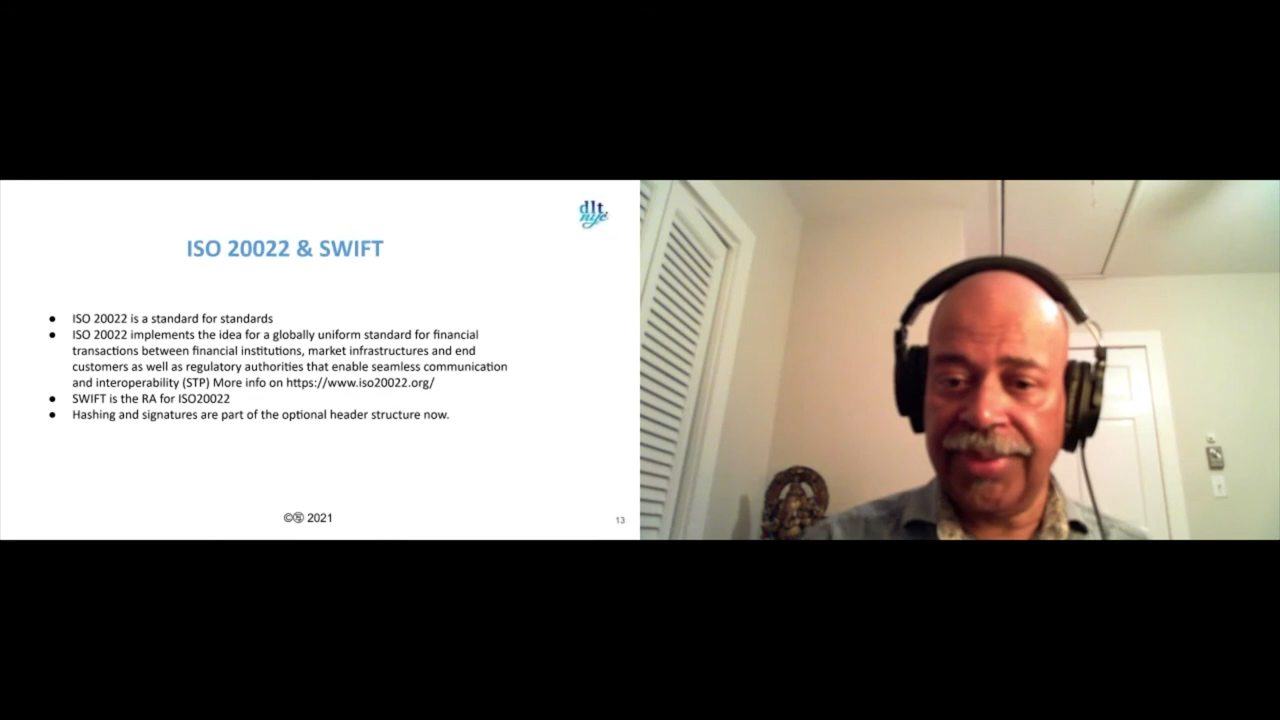 dlt
nyc
ISO 20022 & SWIFT
● ISO 20022 is a standard for standards
● ISO 20022 implements the idea for a globally uniform standard for financial
transactions between financial institutions, market infrastructures and end
customers as well as regulatory authorities that enable seamless communication
and interoperability (STP) More info on https://www.iso20022.org/
● SWIFT is the RA for ISO20022
● Hashing and signatures are part of the optional header structure now.
© 2021
13